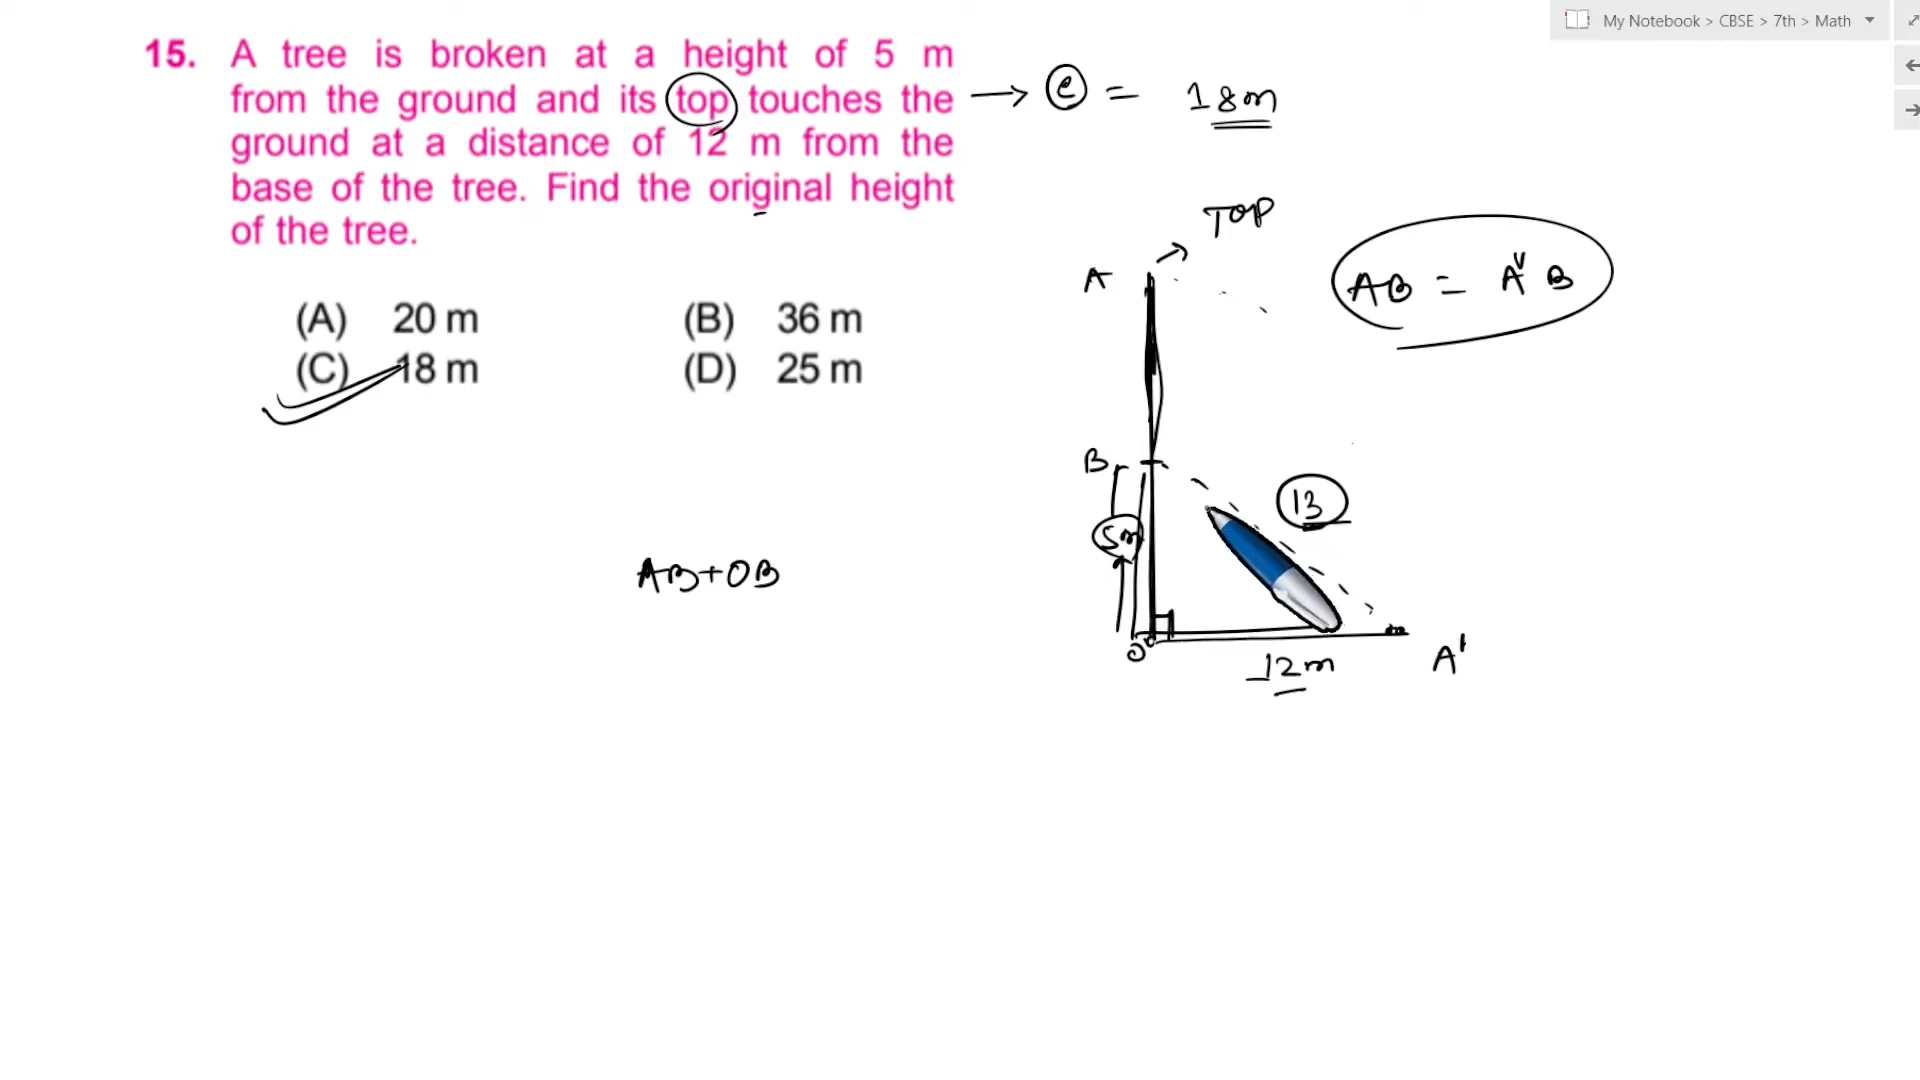 My Notebook > CBSE > 7th > Math
15. A tree is broken at a height of 5 m
from the ground and its top touches the
ground at a distance of 12 m from the
base of the tree. Find the original height
of the tree.
(A) 20 m (B) 36 m
(C) 18 m (D) 25 m
= 18m
TOP
A
AB = A' B
B
13
5m
AB+OB
O
12m
A'